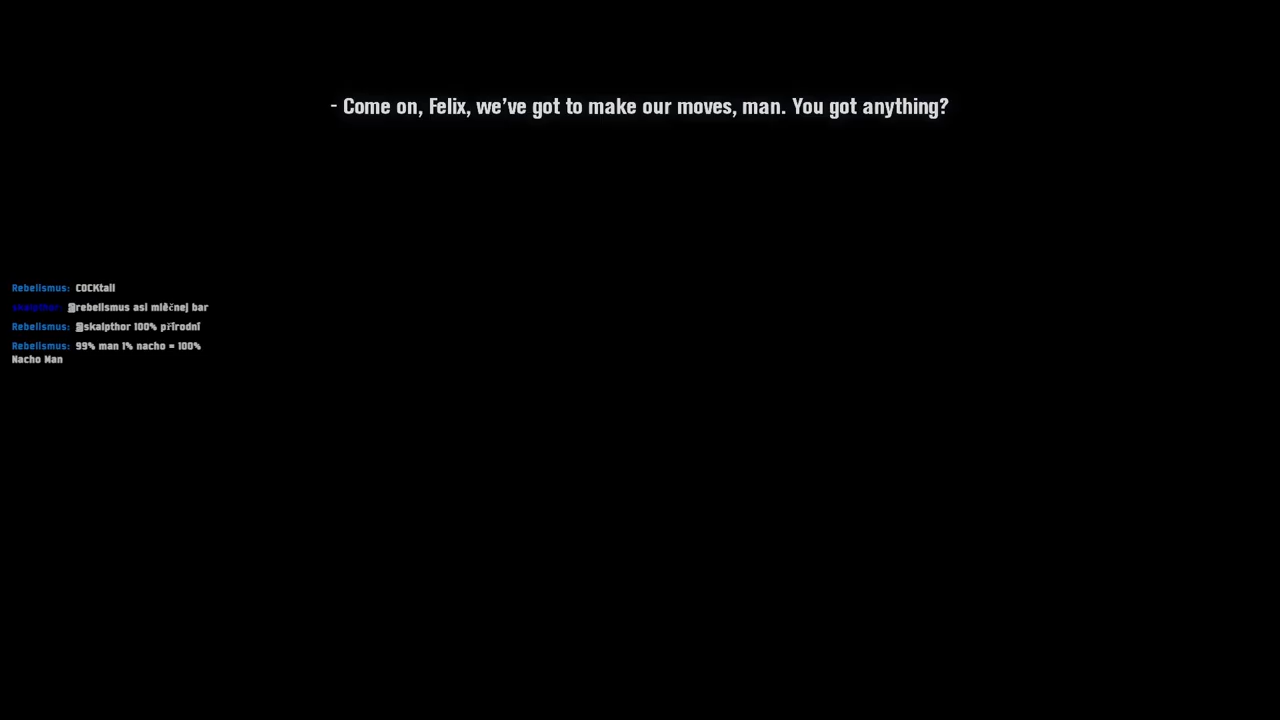 - Come on, Felix, we've got to make our moves, man. You got anything?
Rebelismus: COCKtail
skalpthor: @rebelismus asi mléčnej bar
Rebelismus: @skalpthor 100% přírodní
Rebelismus: 99% man 1% nacho = 100%
Nacho Man